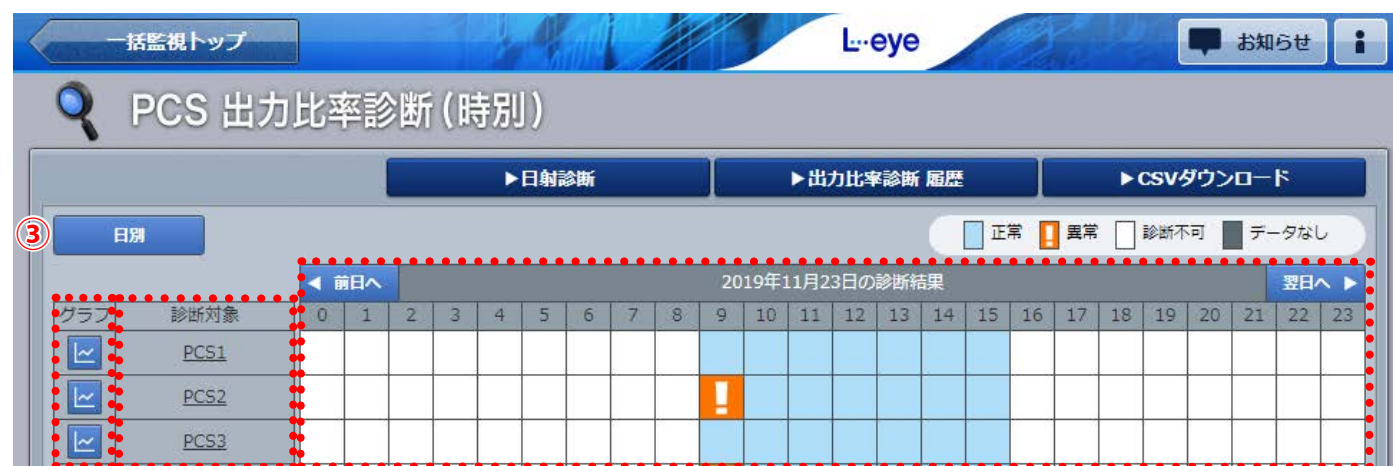 一括監視トップ
L・・・eye
お知らせ
i
PCS 出力比率診断(時別)
▶日射診断
▶出力比率診断 履歴
▶CSVダウンロード
③
日別
正常
! 異常
診断不可
データなし
◀ 前日へ
2019年11月23日の診断結果
翌日へ ▶
グラフ 診断対象 0 1 2 3 4 5 6 7 8 9 10 11 12 13 14 15 16 17 18 19 20 21 22 23
PCS1
PCS2 !
PCS3